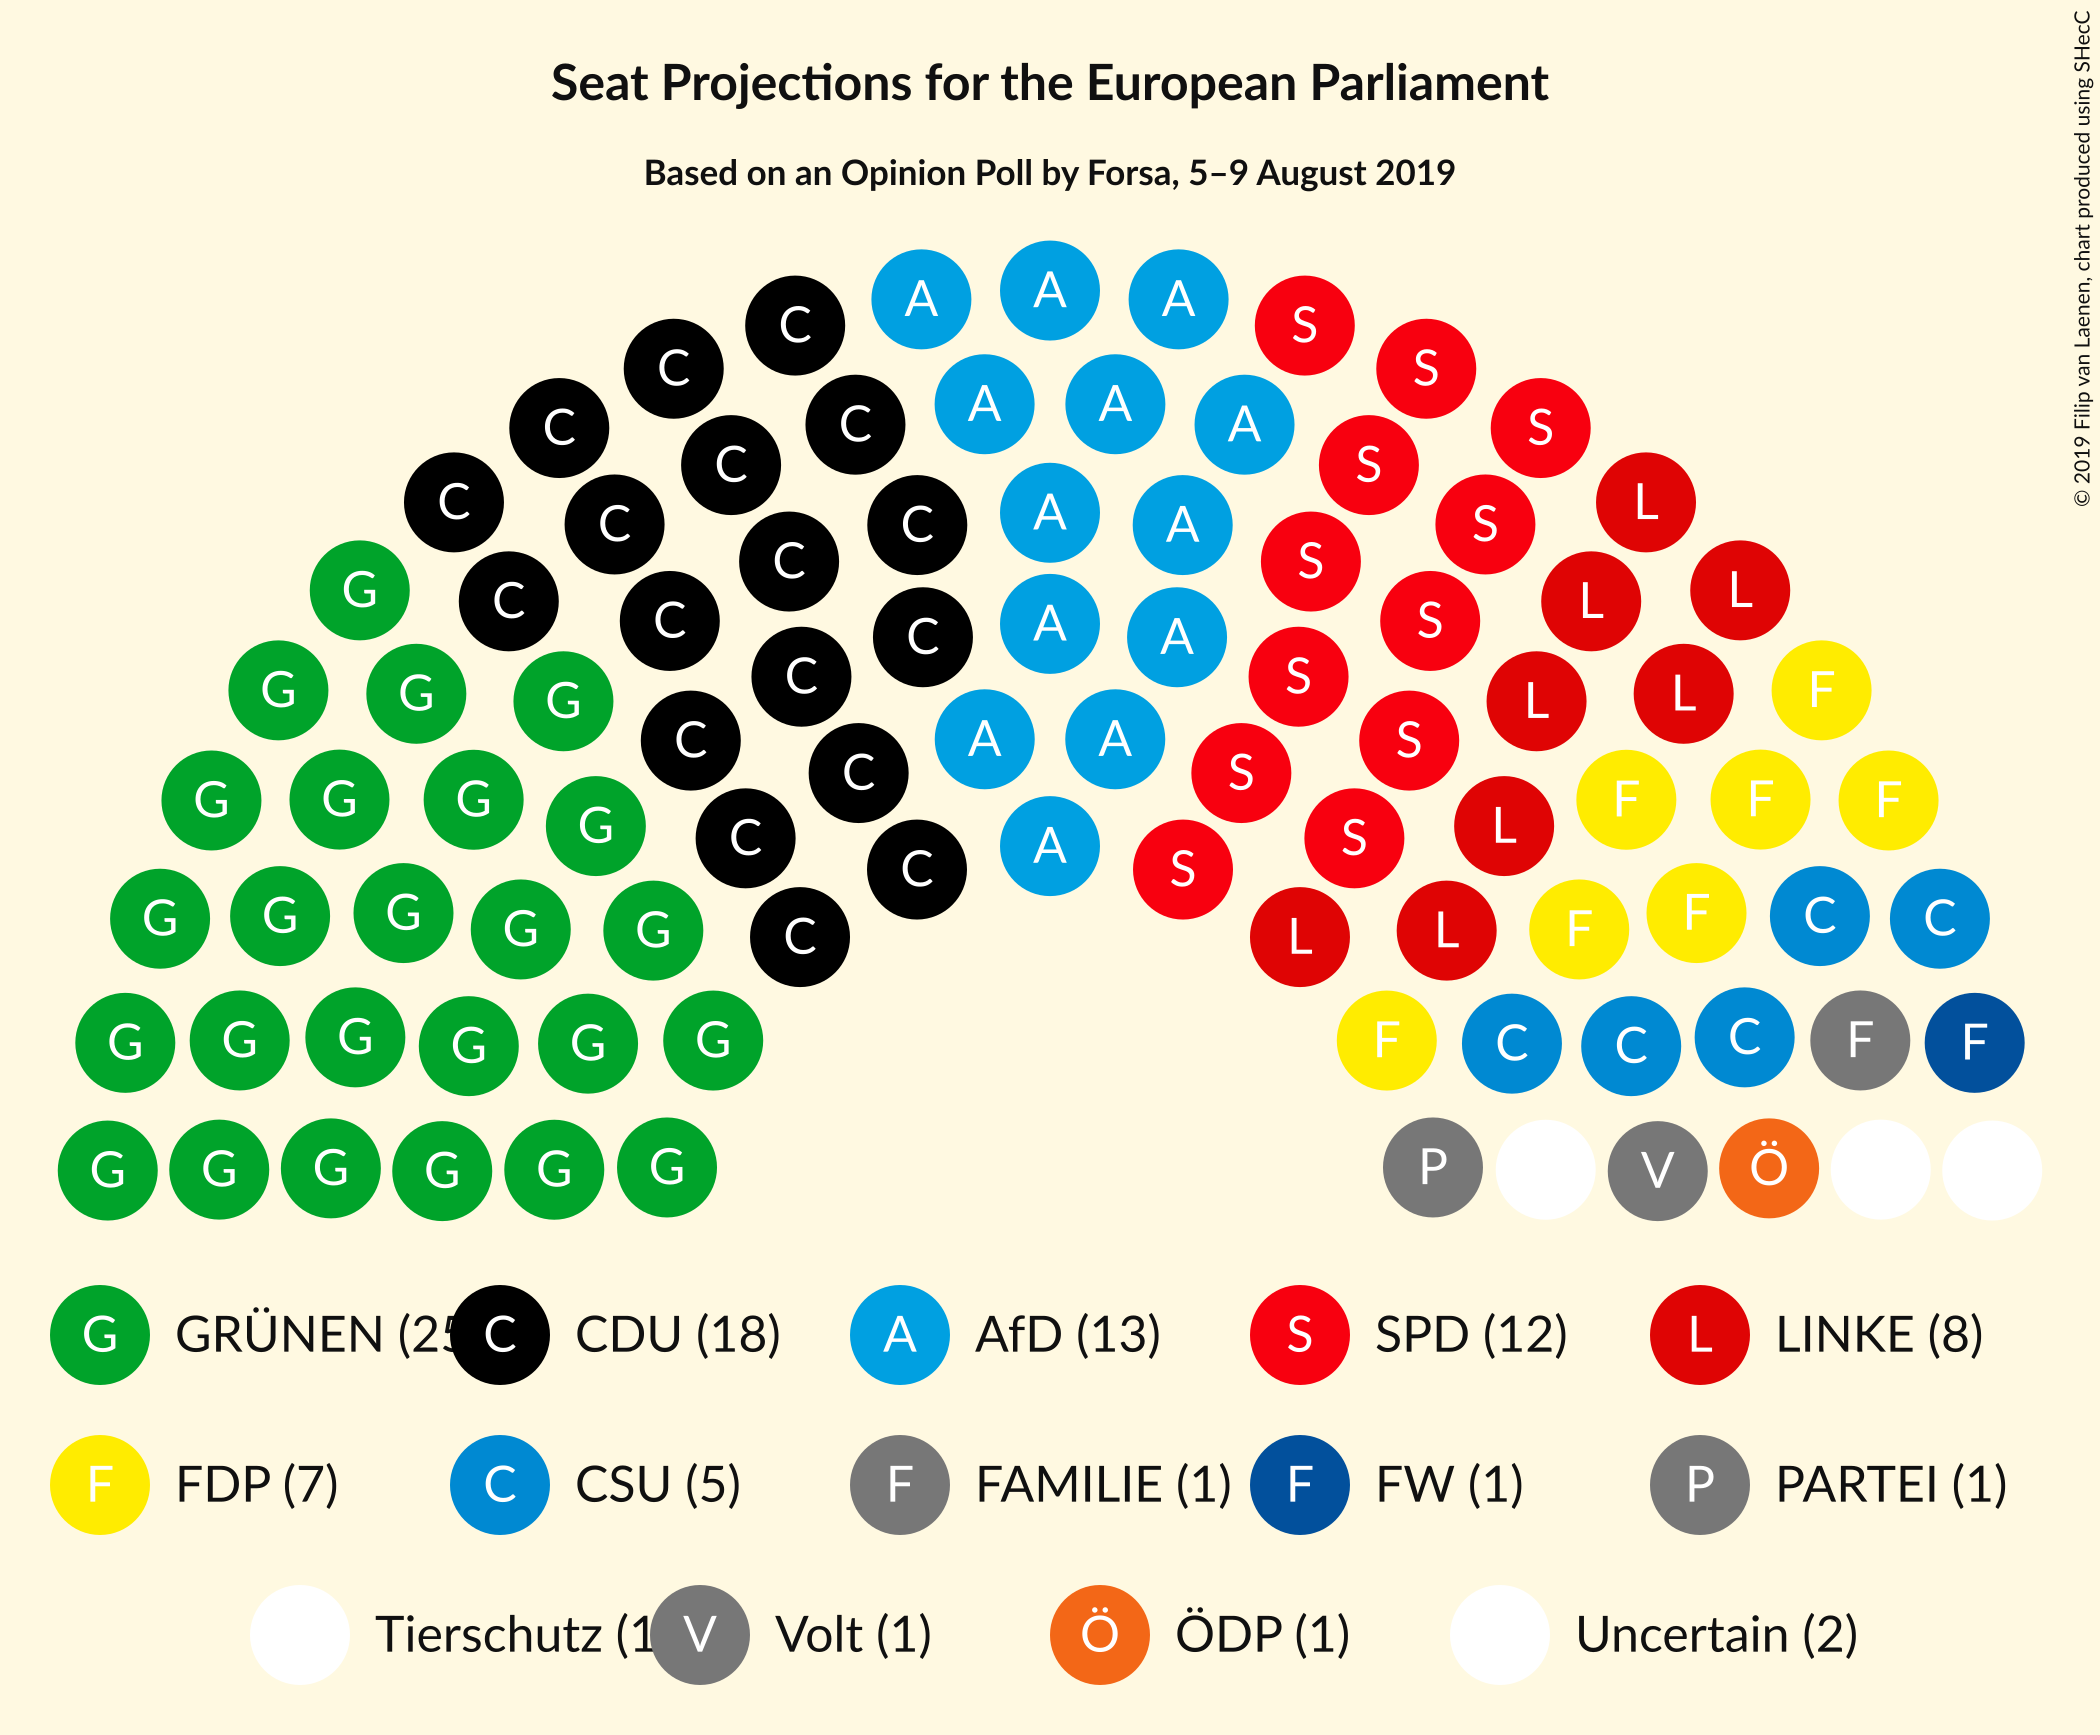 Seat Projections for the European Parliament
Based on an Opinion Poll by Forsa, 5–9 August 2019
© 2019 Filip van Laenen, chart produced using SHecC
A A A
C C S S
C A A A S
C C C C S S
C C C A A S S L
G C C C A A S S L L
G G G C C C A A S S L L F
G G G G C C A A S S L F F F
G G G G G C C A S L L F F C C
G G G G G G F C C C F F
G G G G G G P V Ö
G GRÜNEN (25 C CDU (18) A AfD (13) S SPD (12) L LINKE (8)
F FDP (7) C CSU (5) F FAMILIE (1) F FW (1) P PARTEI (1)
Tierschutz (1 V Volt (1) Ö ÖDP (1) Uncertain (2)